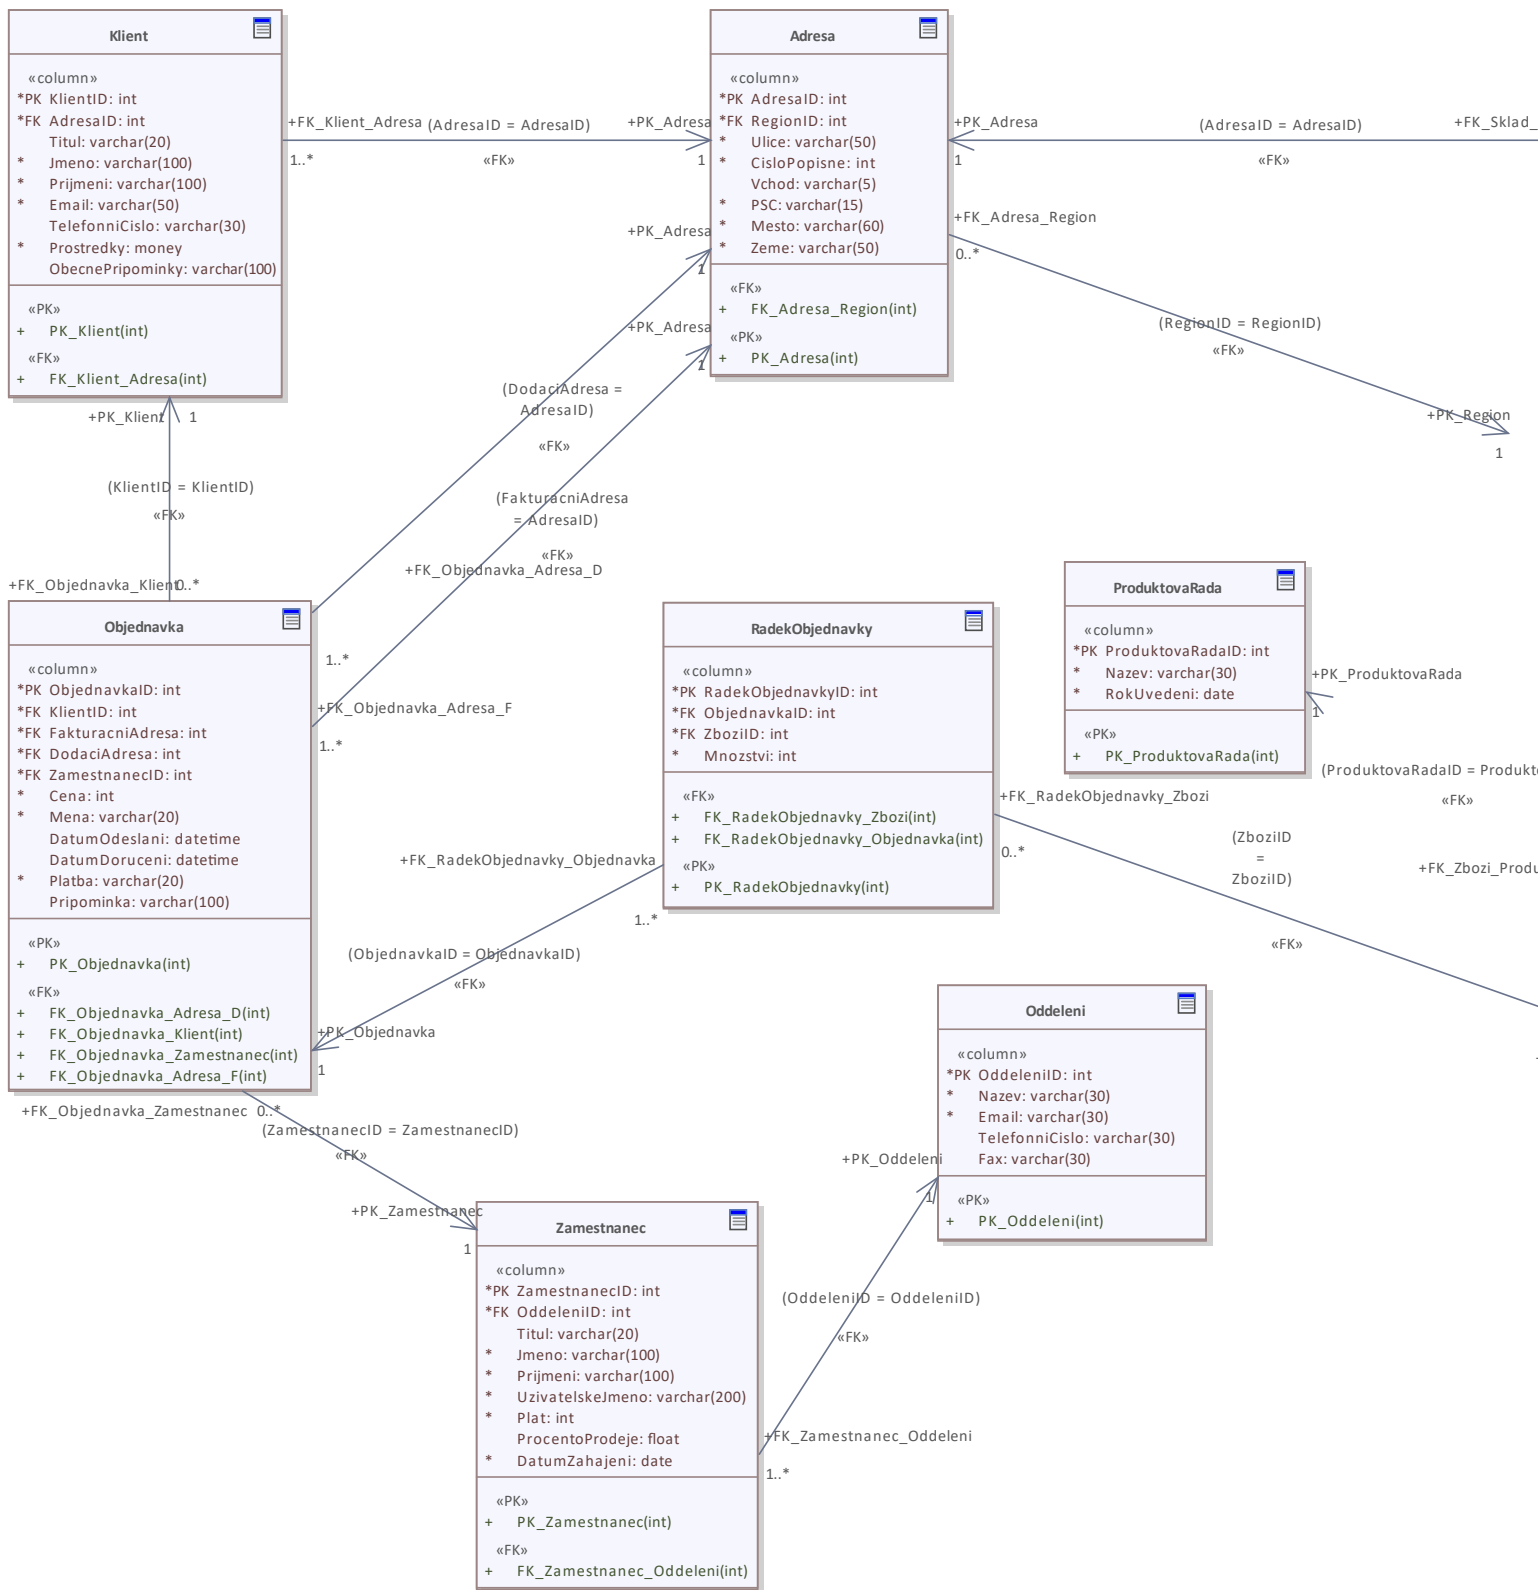 Klient
«column»
*PK KlientID: int
*FK AdresaID: int
Titul: varchar(20)
* Jmeno: varchar(100)
* Prijmeni: varchar(100)
* Email: varchar(50)
TelefonniCislo: varchar(30)
* Prostredky: money
ObecnePripominky: varchar(100)
«PK»
+ PK_Klient(int)
«FK»
+ FK_Klient_Adresa(int)
+FK_Klient_Adresa
(AdresaID = AdresaID)
+PK_Adresa
1..*
«FK»
1
Adresa
«column»
*PK AdresaID: int
*FK RegionID: int
* Ulice: varchar(50)
* CisloPopisne: int
Vchod: varchar(5)
* PSC: varchar(15)
* Mesto: varchar(60)
* Zeme: varchar(50)
«FK»
+ FK_Adresa_Region(int)
«PK»
+ PK_Adresa(int)
+PK_Adresa
(AdresaID = AdresaID)
+FK_Sklad_
1
«FK»
+FK_Adresa_Region
0..*
(RegionID = RegionID)
«FK»
+PK_Region
1
+PK_Adresa
1
+PK_Adresa
1
(DodaciAdresa =
AdresaID)
«FK»
(FakturacniAdresa
= AdresaID)
«FK»
+FK_Objednavka_Adresa_D
1..*
+FK_Objednavka_Adresa_F
1..*
+PK_Klient
1
(KlientID = KlientID)
«FK»
+FK_Objednavka_Klient
0..*
Objednavka
«column»
*PK ObjednavkaID: int
*FK KlientID: int
*FK FakturacniAdresa: int
*FK DodaciAdresa: int
*FK ZamestnanecID: int
* Cena: int
* Mena: varchar(20)
DatumOdeslani: datetime
DatumDoruceni: datetime
* Platba: varchar(20)
Pripominka: varchar(100)
«PK»
+ PK_Objednavka(int)
«FK»
+ FK_Objednavka_Adresa_D(int)
+ FK_Objednavka_Klient(int)
+ FK_Objednavka_Zamestnanec(int)
+ FK_Objednavka_Adresa_F(int)
RadekObjednavky
«column»
*PK RadekObjednavkyID: int
*FK ObjednavkaID: int
*FK ZboziID: int
* Mnozstvi: int
«FK»
+ FK_RadekObjednavky_Zbozi(int)
+ FK_RadekObjednavky_Objednavka(int)
«PK»
+ PK_RadekObjednavky(int)
+FK_RadekObjednavky_Objednavka
1..*
(ObjednavkaID = ObjednavkaID)
«FK»
+PK_Objednavka
1
ProduktovaRada
«column»
*PK ProduktovaRadaID: int
* Nazev: varchar(30)
* RokUvedeni: date
«PK»
+ PK_ProduktovaRada(int)
+PK_ProduktovaRada
1
(ProduktovaRadaID = Produkto
«FK»
+FK_Zbozi_Produ
+FK_RadekObjednavky_Zbozi
0..*
(ZboziID
=
ZboziID)
«FK»
Oddeleni
«column»
*PK OddeleniID: int
* Nazev: varchar(30)
* Email: varchar(30)
TelefonniCislo: varchar(30)
Fax: varchar(30)
«PK»
+ PK_Oddeleni(int)
+FK_Objednavka_Zamestnanec
0..*
(ZamestnanecID = ZamestnanecID)
«FK»
+PK_Zamestnanec
1
+PK_Oddeleni
1
(OddeleniID = OddeleniID)
«FK»
+FK_Zamestnanec_Oddeleni
1..*
Zamestnanec
«column»
*PK ZamestnanecID: int
*FK OddeleniID: int
Titul: varchar(20)
* Jmeno: varchar(100)
* Prijmeni: varchar(100)
* UzivatelskeJmeno: varchar(200)
* Plat: int
ProcentoProdeje: float
* DatumZahajeni: date
«PK»
+ PK_Zamestnanec(int)
«FK»
+ FK_Zamestnanec_Oddeleni(int)